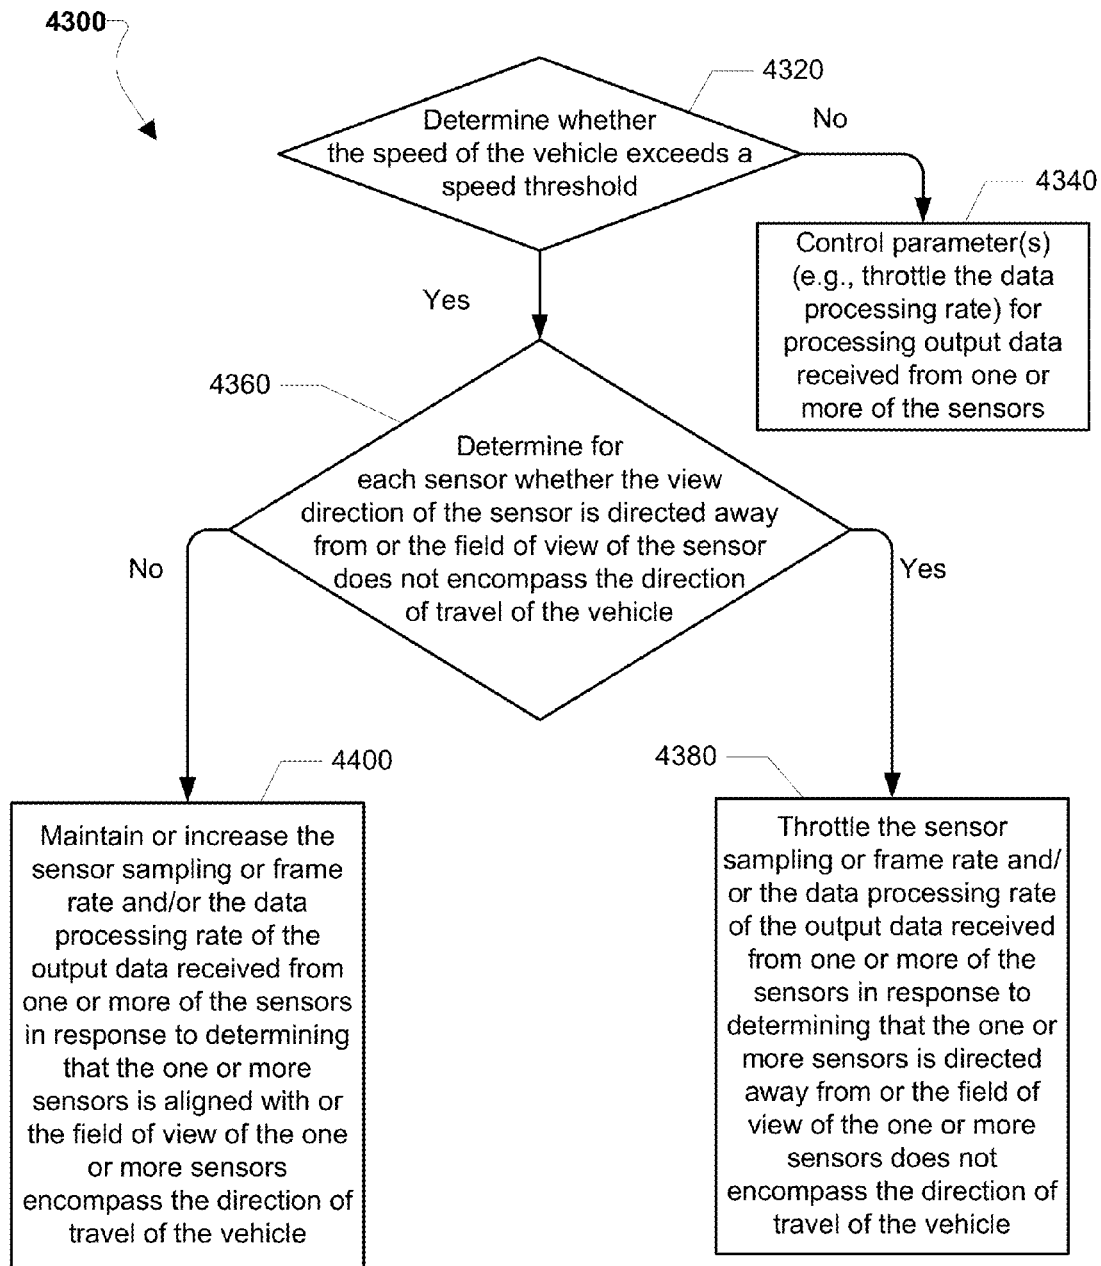 4300
4320
Determine whether
the speed of the vehicle exceeds a
speed threshold
No
4340
Control parameter(s)
(e.g., throttle the data
processing rate) for
processing output data
received from one or
more of the sensors
Yes
4360
Determine for
each sensor whether the view
direction of the sensor is directed away
from or the field of view of the sensor
does not encompass the direction
of travel of the vehicle
No
Yes
4400
Maintain or increase the
sensor sampling or frame
rate and/or the data
processing rate of the
output data received from
one or more of the sensors
in response to determining
that the one or more
sensors is aligned with or
the field of view of the one
or more sensors
encompass the direction of
travel of the vehicle
4380
Throttle the sensor
sampling or frame rate and/
or the data processing rate
of the output data received
from one or more of the
sensors in response to
determining that the one or
more sensors is directed
away from or the field of
view of the one or more
sensors does not
encompass the direction of
travel of the vehicle